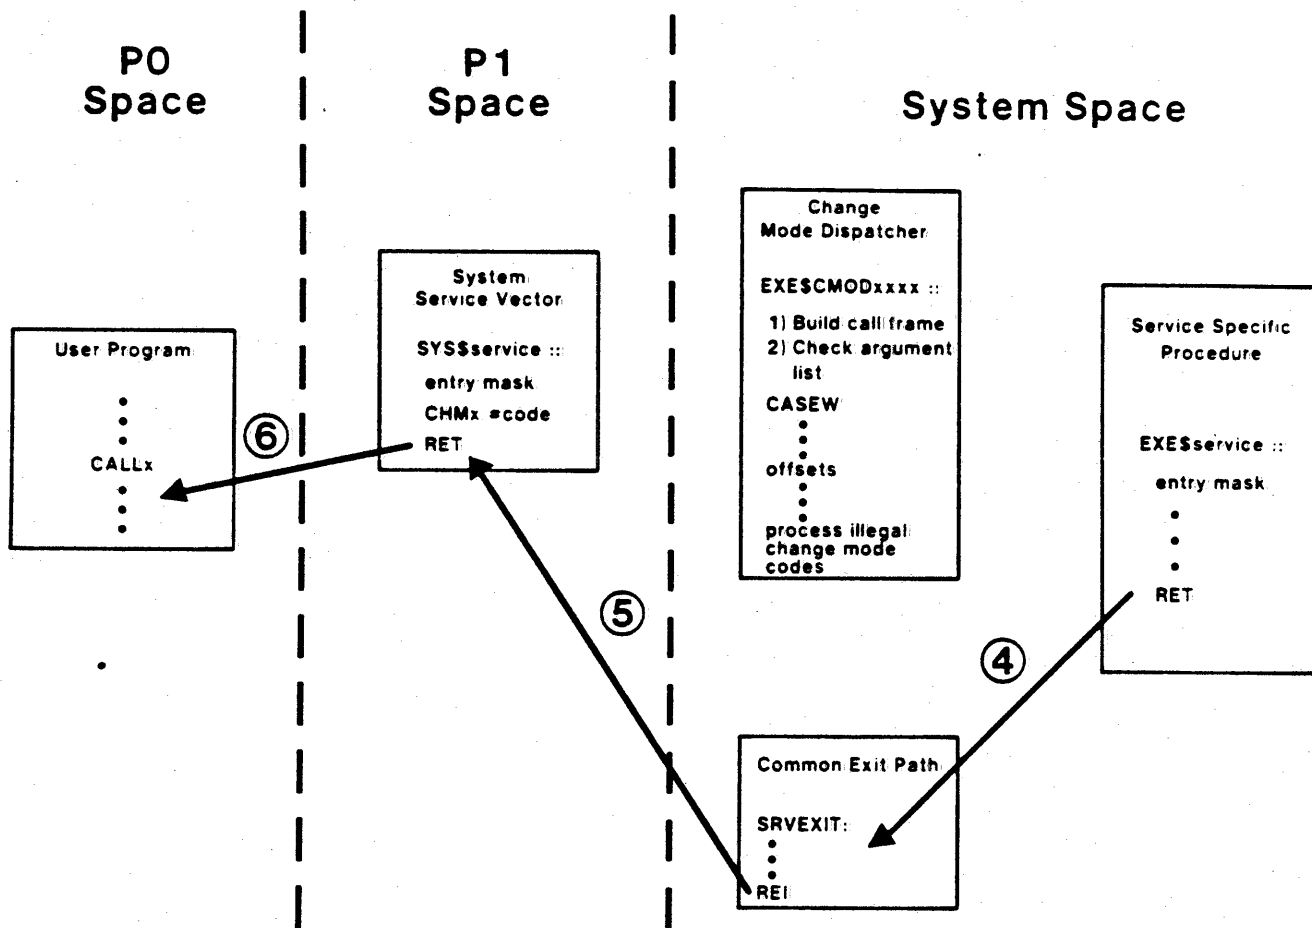 P0
Space
P1
Space
System Space
User Program
CALLx
⑥
System
Service Vector
SYS$service ::
entry mask
CHMx #code
RET
⑤
Change
Mode Dispatcher
EXE$CMODxxxx ::
1) Build call frame
2) Check argument
list
CASEW
offsets
process illegal
change mode
codes
Service Specific
Procedure
EXE$service ::
entry mask
RET
④
Common Exit Path
SRVEXIT:
REI